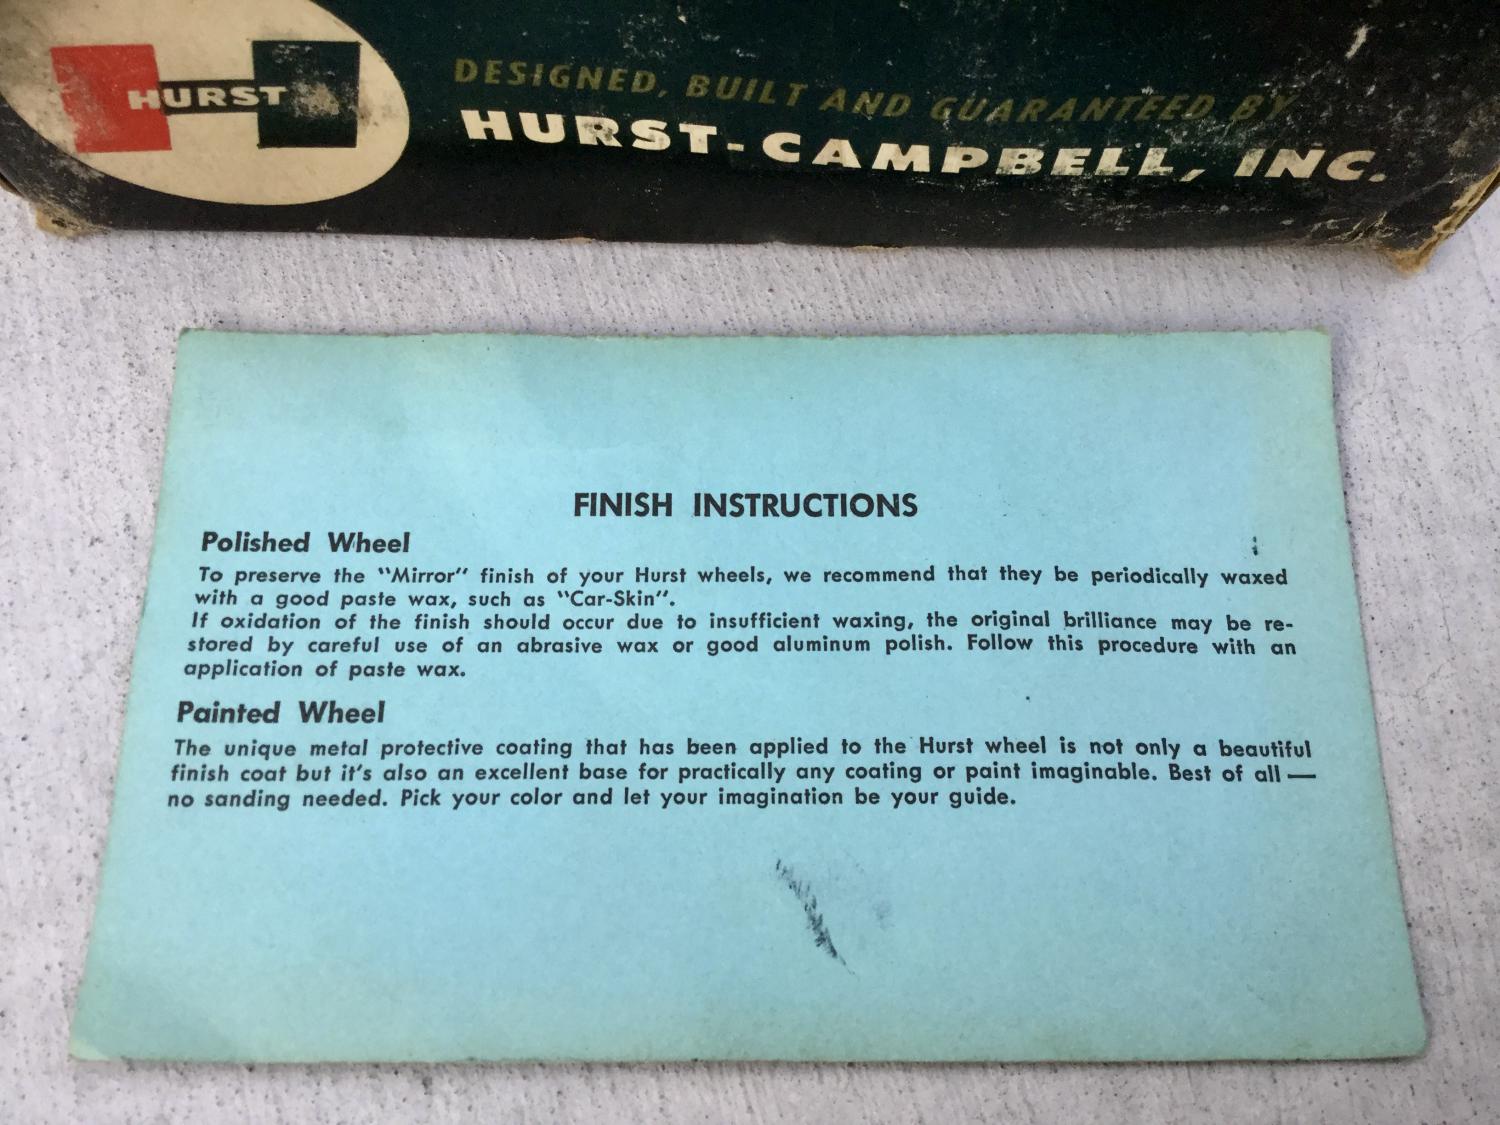 HURST
DESIGNED, BUILT AND GUARANTEED BY
HURST-CAMPBELL, INC.
FINISH INSTRUCTIONS
Polished Wheel
To preserve the "Mirror" finish of your Hurst wheels, we recommend that they be periodically waxed
with a good paste wax, such as "Car-Skin".
If oxidation of the finish should occur due to insufficient waxing, the original brilliance may be re-
stored by careful use of an abrasive wax or good aluminum polish. Follow this procedure with an
application of paste wax.
Painted Wheel
The unique metal protective coating that has been applied to the Hurst wheel is not only a beautiful
finish coat but it's also an excellent base for practically any coating or paint imaginable. Best of all —
no sanding needed. Pick your color and let your imagination be your guide.